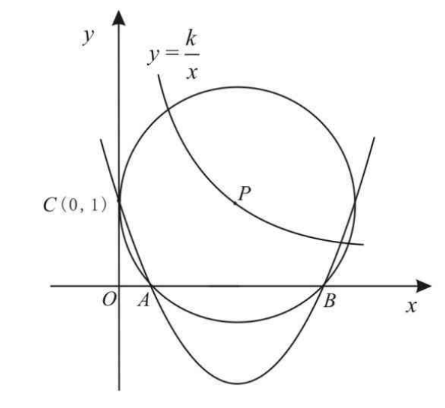 y
y = k/x
P
C(0, 1)
O
A
B
x